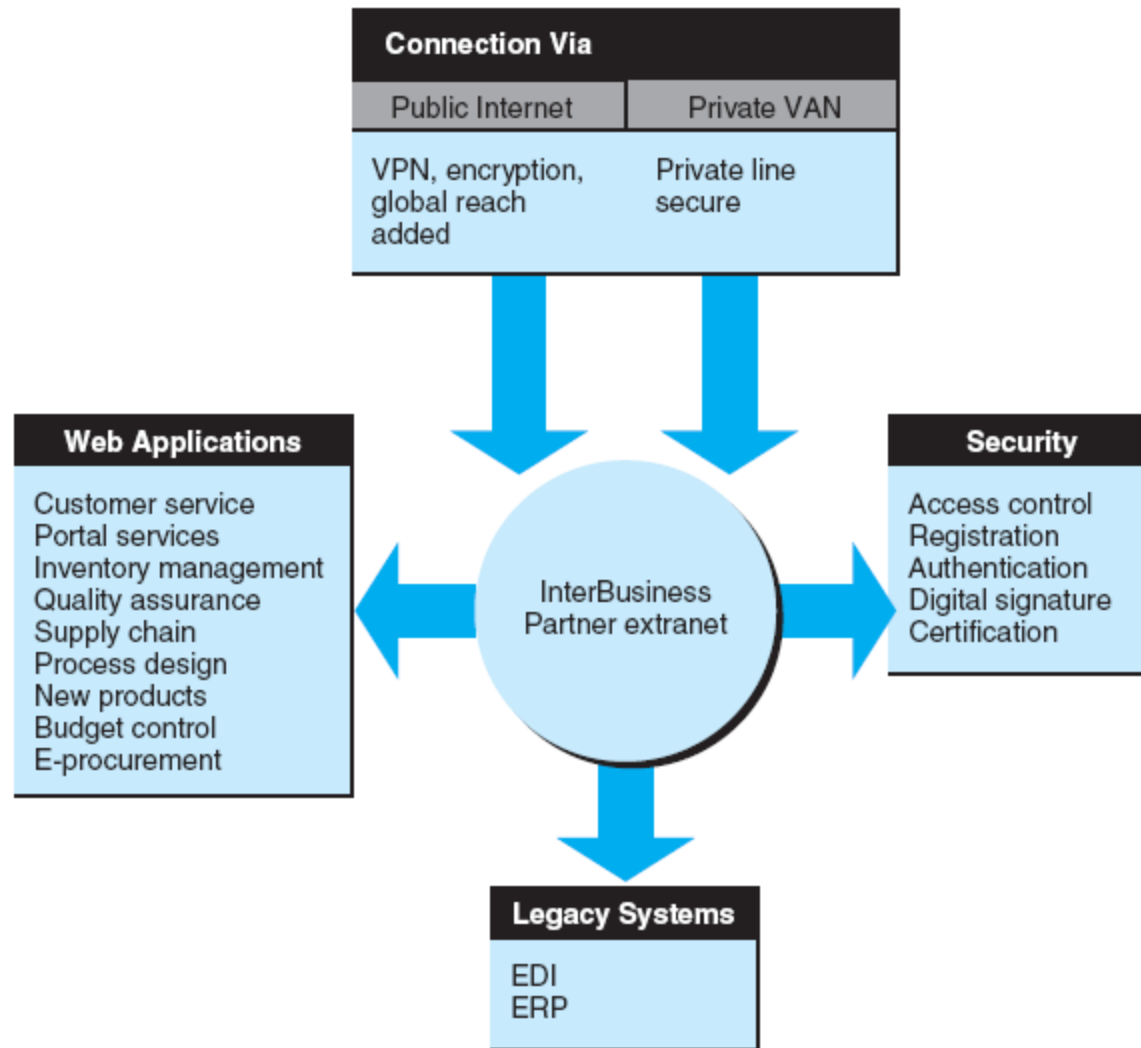 Connection Via
Public Internet
Private VAN
VPN, encryption,
global reach
added
Private line
secure
Web Applications
Customer service
Portal services
Inventory management
Quality assurance
Supply chain
Process design
New products
Budget control
E-procurement
InterBusiness
Partner extranet
Security
Access control
Registration
Authentication
Digital signature
Certification
Legacy Systems
EDI
ERP